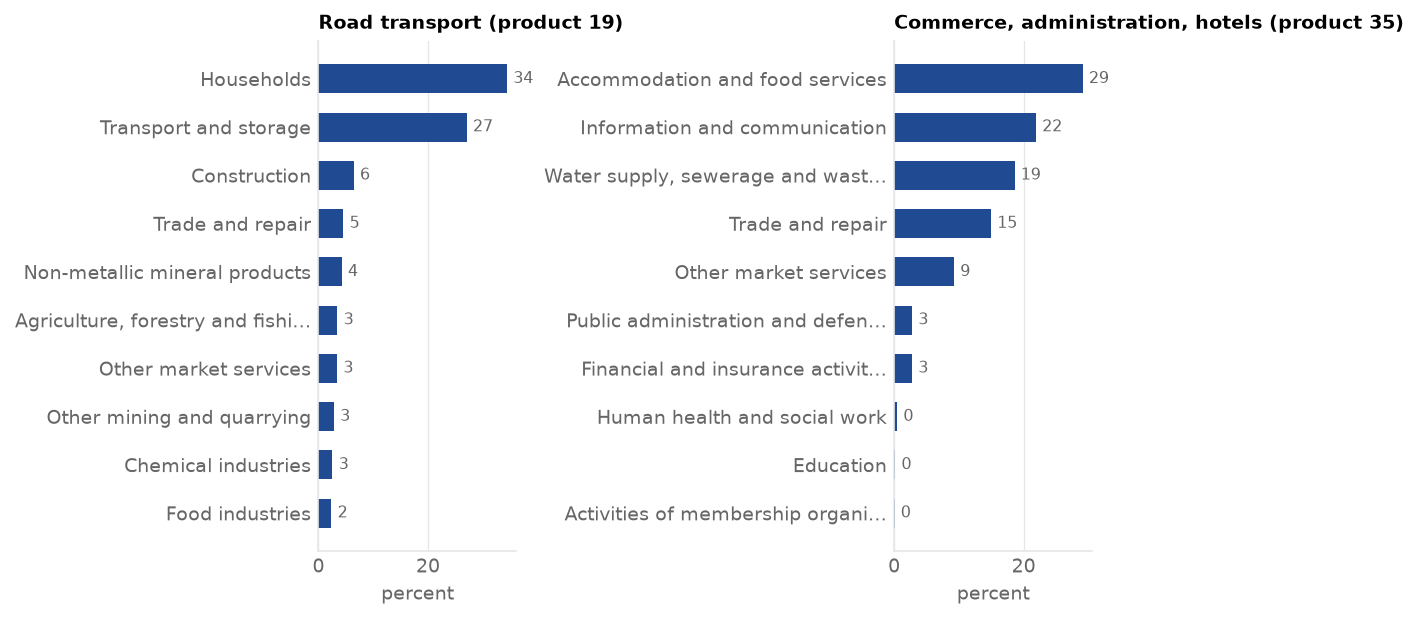 Road transport (product 19)
Households 34
Transport and storage 27
Construction 6
Trade and repair 5
Non-metallic mineral products 4
Agriculture, forestry and fishi... 3
Other market services 3
Other mining and quarrying 3
Chemical industries 3
Food industries 2
0 20
percent
Commerce, administration, hotels (product 35)
Accommodation and food services 29
Information and communication 22
Water supply, sewerage and wast... 19
Trade and repair 15
Other market services 9
Public administration and defen... 3
Financial and insurance activit... 3
Human health and social work 0
Education 0
Activities of membership organi... 0
0 20
percent